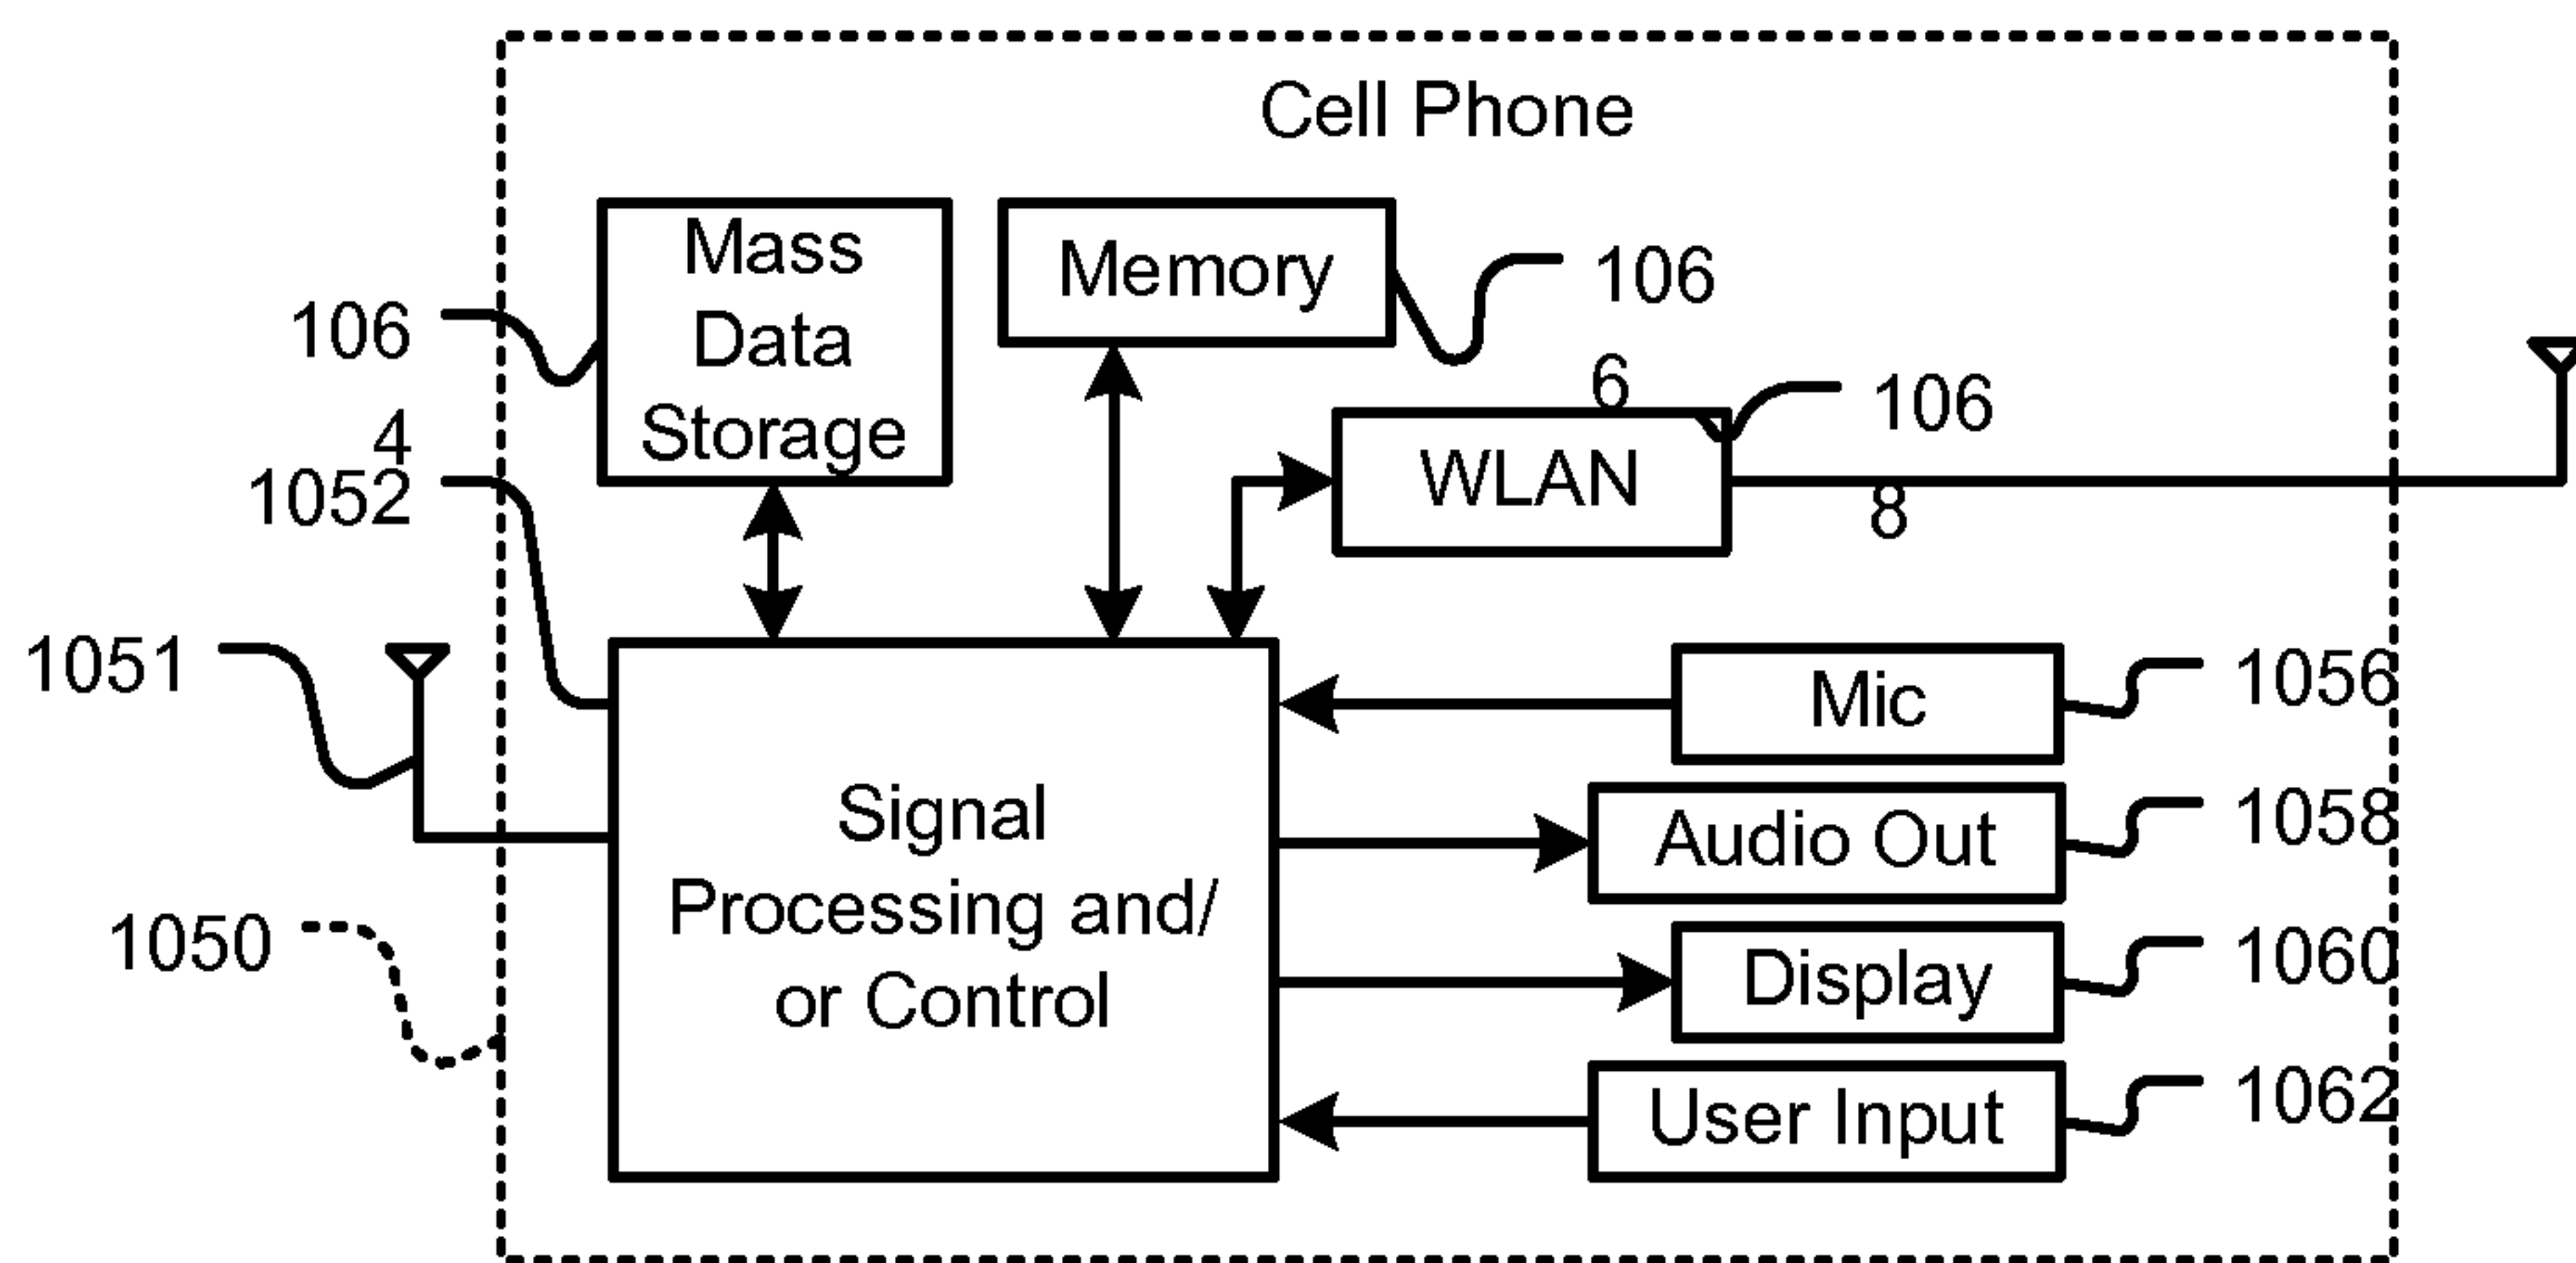 Cell Phone
Mass
Data
Storage
Memory
106
6
106
4
WLAN
106
8
1052
1051
1050
Signal
Processing and/
or Control
Mic
1056
Audio Out
1058
Display
1060
User Input
1062